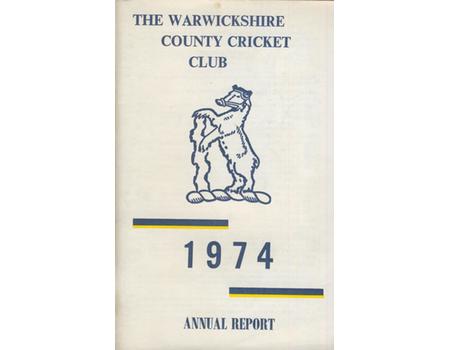 THE WARWICKSHIRE
COUNTY CRICKET
CLUB
1974
ANNUAL REPORT